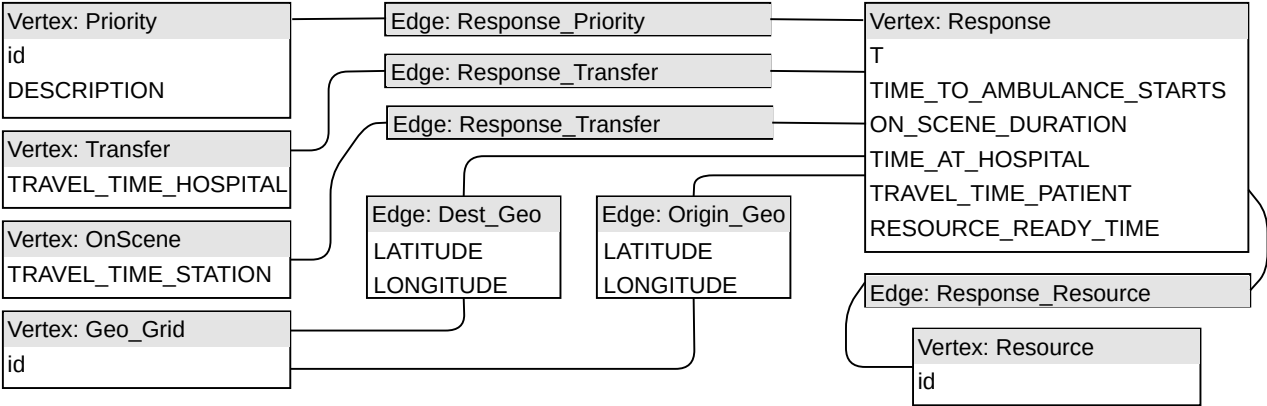 Vertex: Priority
id
DESCRIPTION
Vertex: Transfer
TRAVEL_TIME_HOSPITAL
Vertex: OnScene
TRAVEL_TIME_STATION
Vertex: Geo_Grid
id
Edge: Response_Priority
Edge: Response_Transfer
Edge: Response_Transfer
Edge: Dest_Geo
LATITUDE
LONGITUDE
Edge: Origin_Geo
LATITUDE
LONGITUDE
Vertex: Response
T
TIME_TO_AMBULANCE_STARTS
ON_SCENE_DURATION
TIME_AT_HOSPITAL
TRAVEL_TIME_PATIENT
RESOURCE_READY_TIME
Edge: Response_Resource
Vertex: Resource
id